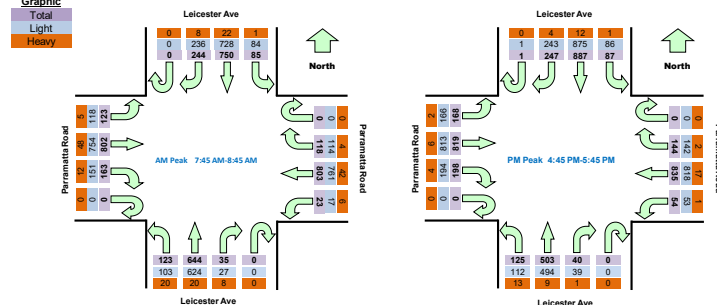 Graphic
Total
Light
Heavy
Leicester Ave
0 8 22 1
0 236 728 84
0 244 750 85
North
Parramatta Road
5 118 123
48 754 802
12 151 163
0 0 0
AM Peak 7:45 AM-8:45 AM
0 0 0
118 114 4
803 761 42
23 17 6
Parramatta Road
123 644 35 0
103 624 27 0
20 20 8 0
Leicester Ave
Leicester Ave
0 4 12 1
1 243 875 86
1 247 887 87
North
Parramatta Road
2 166 168
6 813 819
4 194 198
0 0 0
PM Peak 4:45 PM-5:45 PM
0 0 0
144 142 2
835 818 17
54 53 1
125 503 40 0
112 494 39 0
13 9 1 0
Leicester Ave